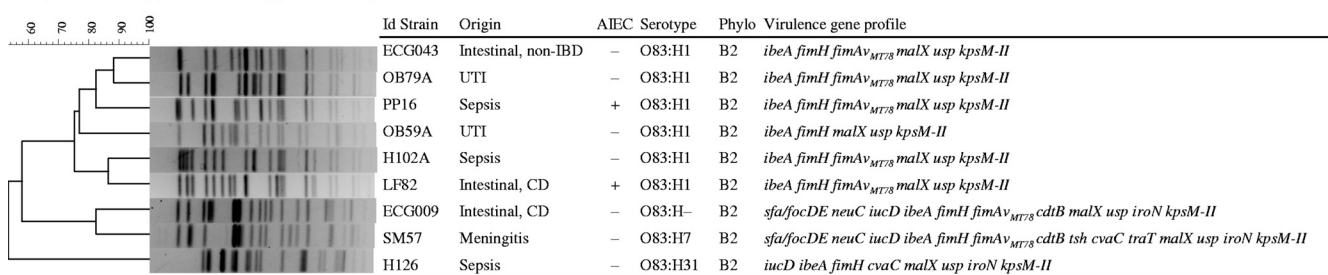 60 70 80 90 100
Id Strain Origin AIEC Serotype Phylo Virulence gene profile
ECG043 Intestinal, non-IBD – O83:H1 B2 ibeA fimH fimAvMT78 malX usp kpsM-II
OB79A UTI – O83:H1 B2 ibeA fimH fimAvMT78 malX usp kpsM-II
PP16 Sepsis + O83:H1 B2 ibeA fimH fimAvMT78 malX usp kpsM-II
OB59A UTI – O83:H1 B2 ibeA fimH malX usp kpsM-II
H102A Sepsis – O83:H1 B2 ibeA fimH fimAvMT78 malX usp kpsM-II
LF82 Intestinal, CD + O83:H1 B2 ibeA fimH fimAvMT78 malX usp kpsM-II
ECG009 Intestinal, CD – O83:H– B2 sfa/focDE neuC iucD ibeA fimH fimAvMT78 cdtB malX usp iroN kpsM-II
SM57 Meningitis – O83:H7 B2 sfa/focDE neuC iucD ibeA fimH fimAvMT78 cdtB tsh cvaC traT malX usp iroN kpsM-II
H126 Sepsis – O83:H31 B2 iucD ibeA fimH cvaC malX usp iroN kpsM-II